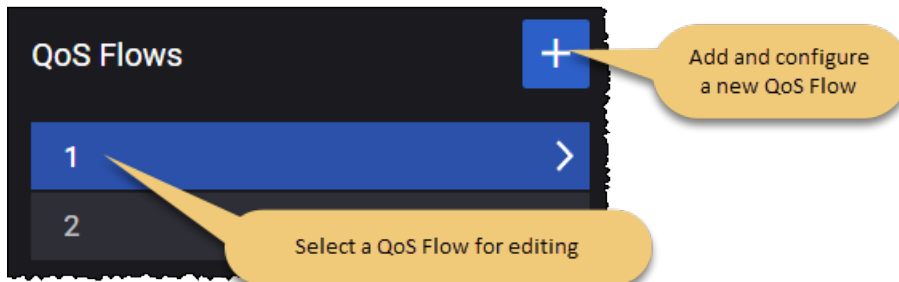 QoS Flows
Add and configure
a new QoS Flow
1
2
Select a QoS Flow for editing